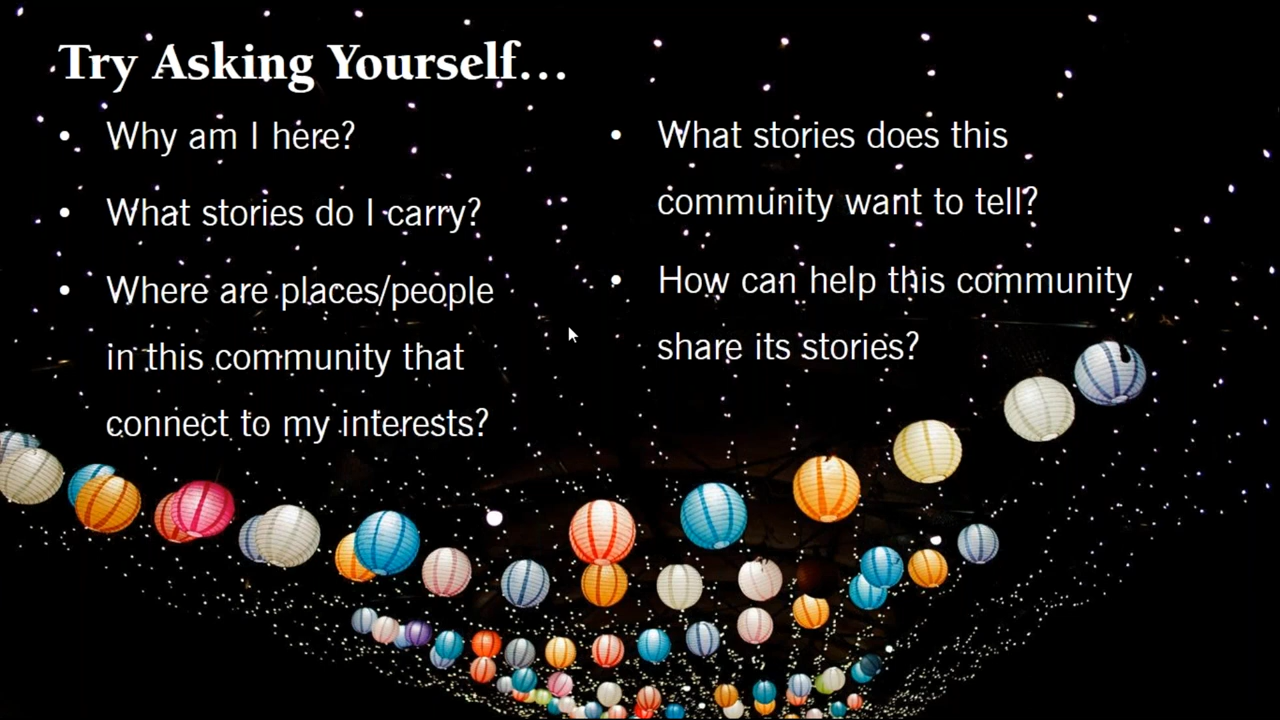 Try Asking Yourself…
• Why am I here?
• What stories do I carry?
• Where are places/people
in this community that
connect to my interests?
• What stories does this
community want to tell?
• How can help this community
share its stories?